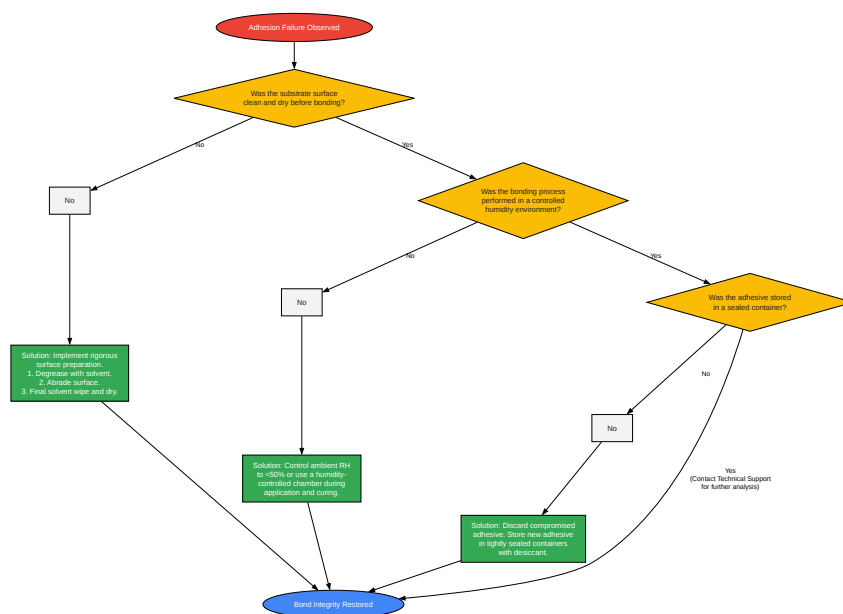 Adhesion Failure Observed
Was the substrate surface
clean and dry before bonding?
No
Yes
No
Was the bonding process
performed in a controlled
humidity environment?
No
Yes
No
Was the adhesive stored
in a sealed container?
Solution: Implement rigorous
surface preparation.
1. Degrease with solvent.
2. Abrade surface.
3. Final solvent wipe and dry.
No
No
Yes
(Contact Technical Support
for further analysis)
Solution: Control ambient RH
to <50% or use a humidity-
controlled chamber during
application and curing.
Solution: Discard compromised
adhesive. Store new adhesive
in tightly sealed containers
with desiccant.
Bond Integrity Restored